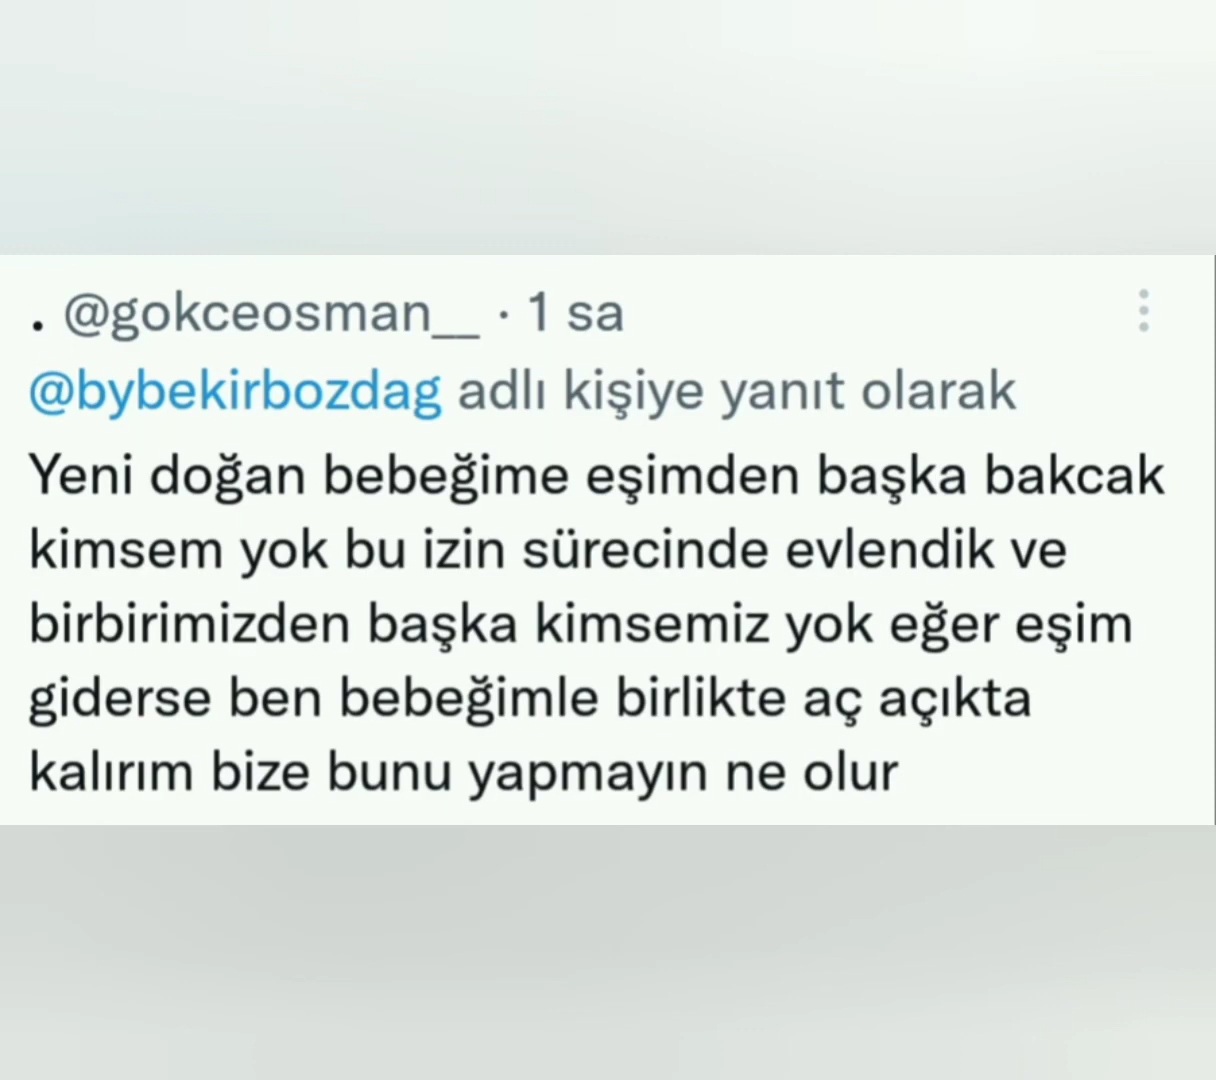 . @gokceosman__ · 1 sa
@bybekirbozdag adlı kişiye yanıt olarak
Yeni doğan bebeğime eşimden başka bakcak
kimsem yok bu izin sürecinde evlendik ve
birbirimizden başka kimsemiz yok eğer eşim
giderse ben bebeğimle birlikte aç açıkta
kalırım bize bunu yapmayın ne olur